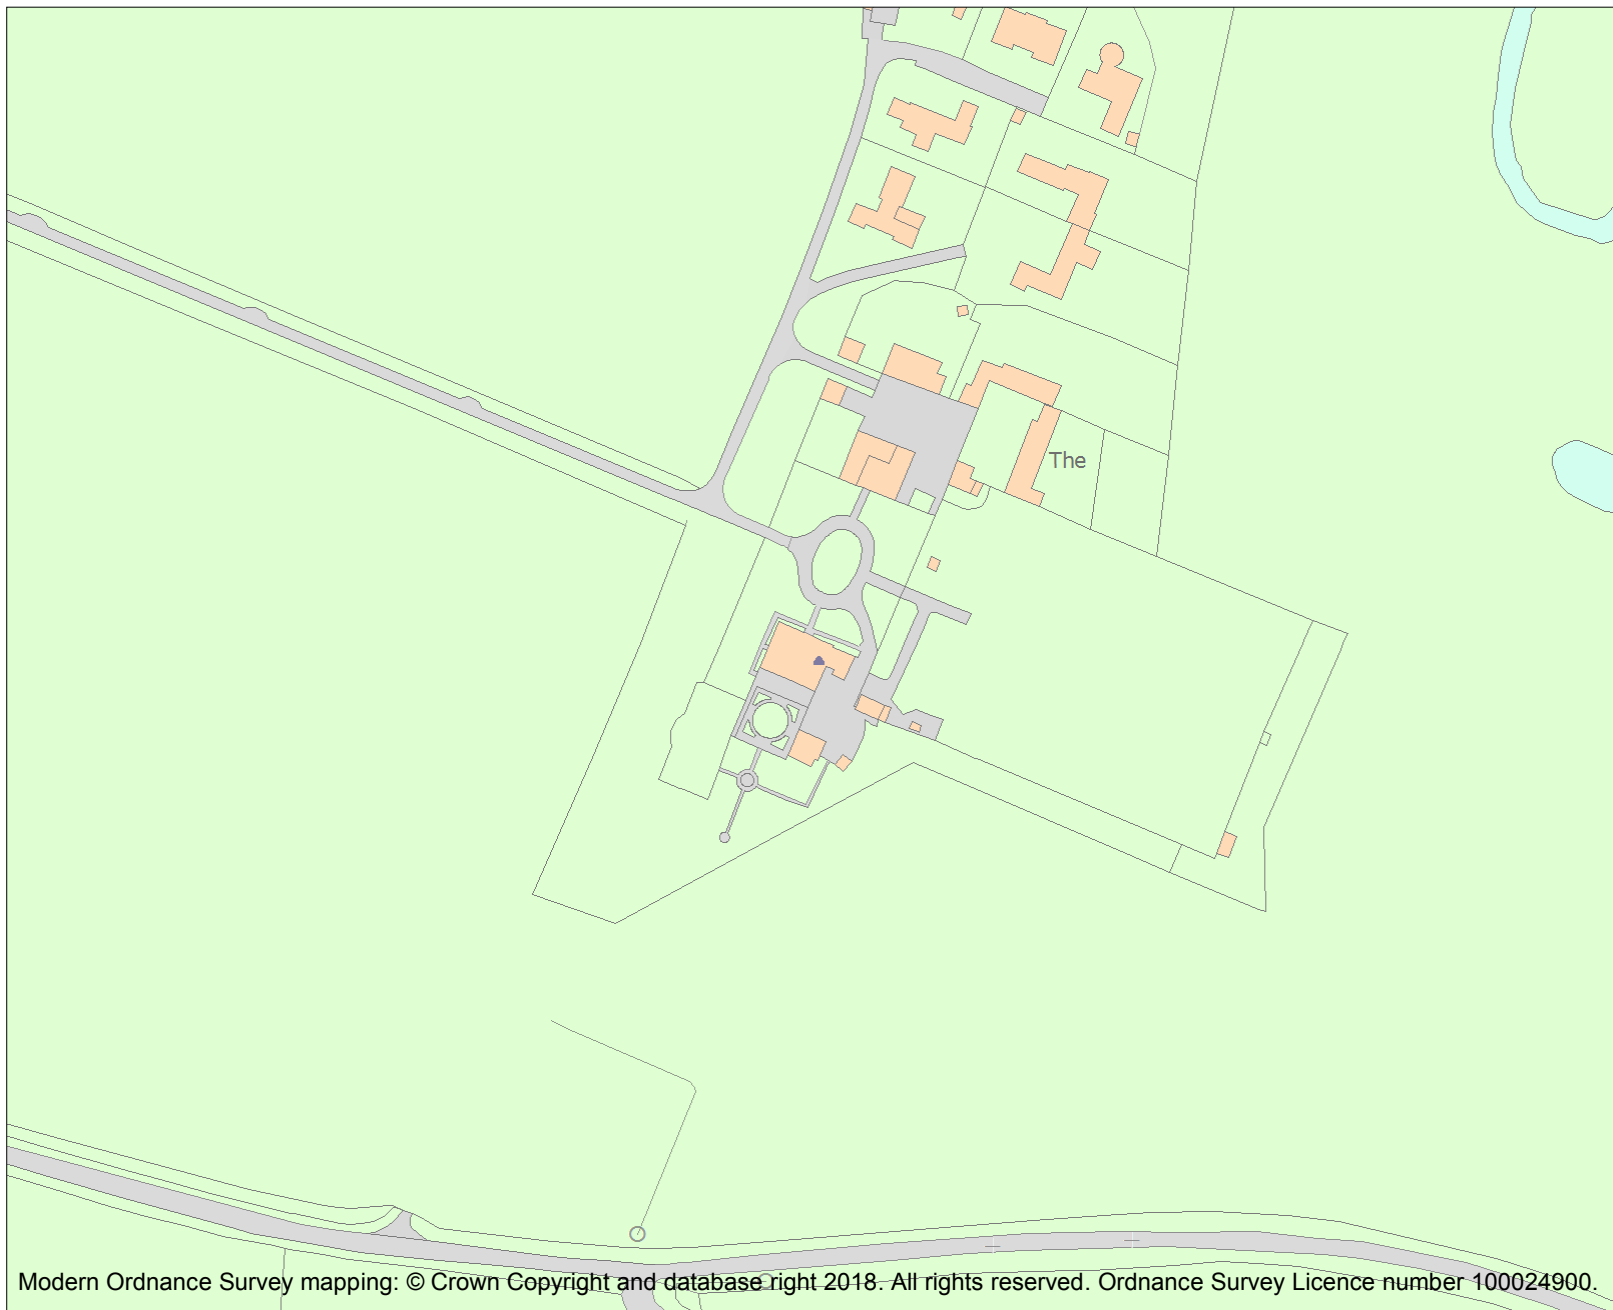 The
Modern Ordnance Survey mapping: © Crown Copyright and database right 2018. All rights reserved. Ordnance Survey Licence number 100024900.